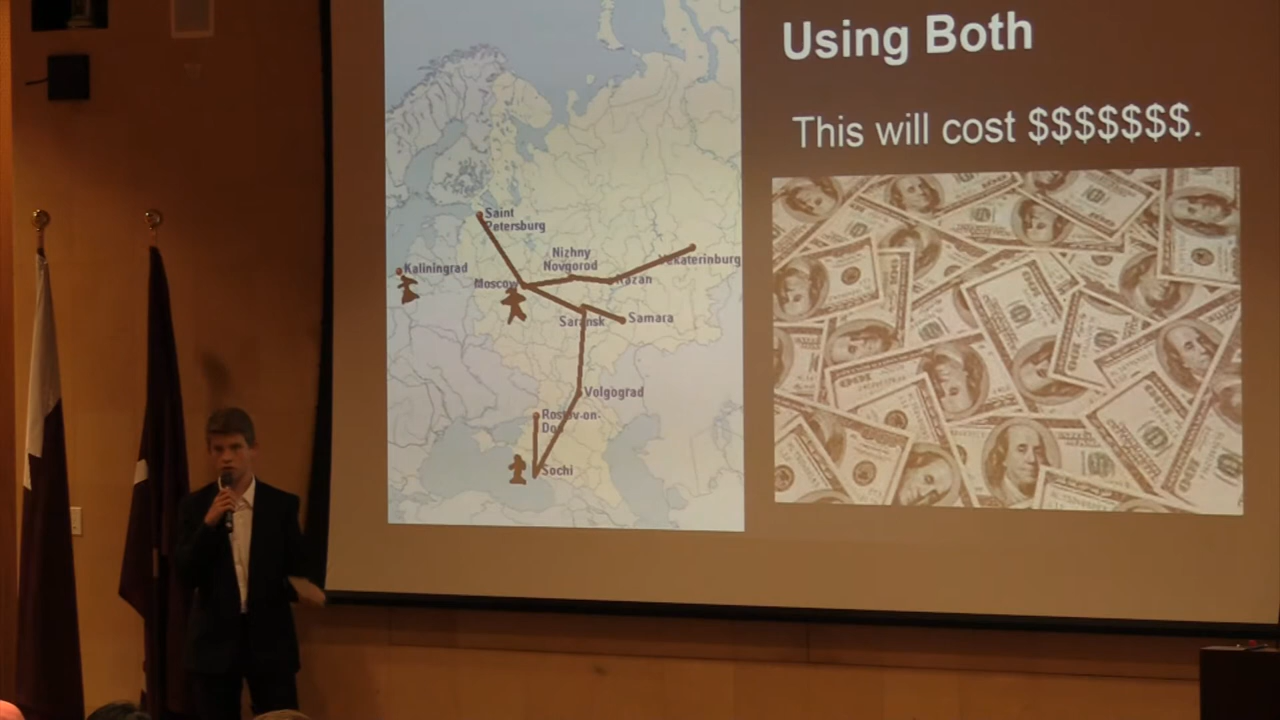 Using Both
This will cost $$$$$$$.
Saint
Petersburg
Kaliningrad
Nizhny
Novgorod
Moscow
Kazan
Yekaterinburg
Saransk
Samara
Volgograd
Rostov-on-
Don
Sochi